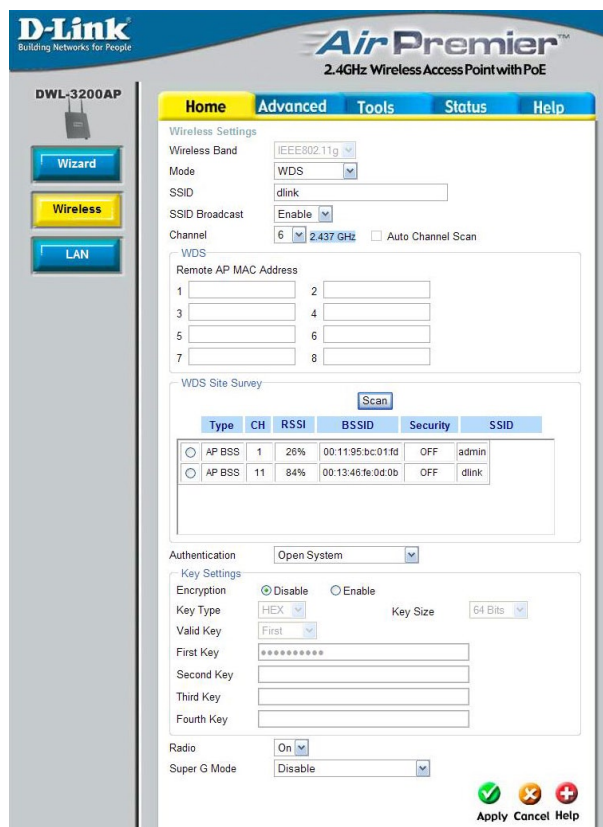 D-Link
Building Networks for People
AirPremier™
2.4GHz Wireless Access Point with PoE
DWL-3200AP
Home Advanced Tools Status Help
Wizard
Wireless
LAN
Wireless Settings
Wireless Band IEEE802.11g
Mode WDS
SSID dlink
SSID Broadcast Enable
Channel 6 2.437 GHz Auto Channel Scan
WDS
Remote AP MAC Address
1 2
3 4
5 6
7 8
WDS Site Survey
Scan
Type CH RSSI BSSID Security SSID
AP BSS 1 26% 00:11:95:bc:01:fd OFF admin
AP BSS 11 84% 00:13:46:fe:0d:0b OFF dlink
Authentication Open System
Key Settings
Encryption Disable Enable
Key Type HEX Key Size 64 Bits
Valid Key First
First Key ●●●●●●●●●●
Second Key
Third Key
Fourth Key
Radio On
Super G Mode Disable
Apply Cancel Help